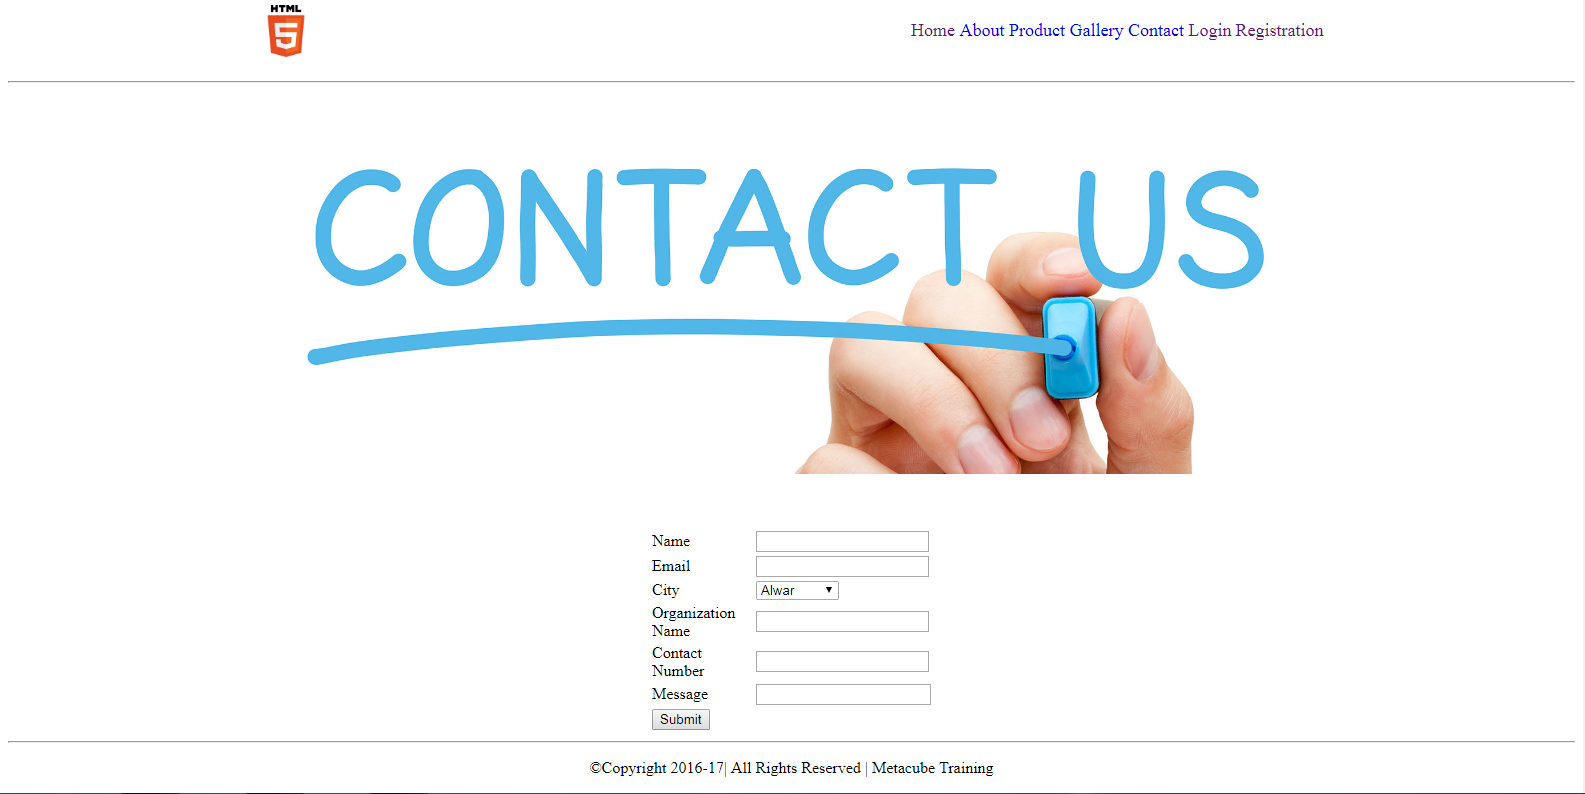 HTML
5
Home About Product Gallery Contact Login Registration
CONTACT US
Name
Email
City
Alwar
Organization
Name
Contact
Number
Message
Submit
©Copyright 2016-17| All Rights Reserved | Metacube Training